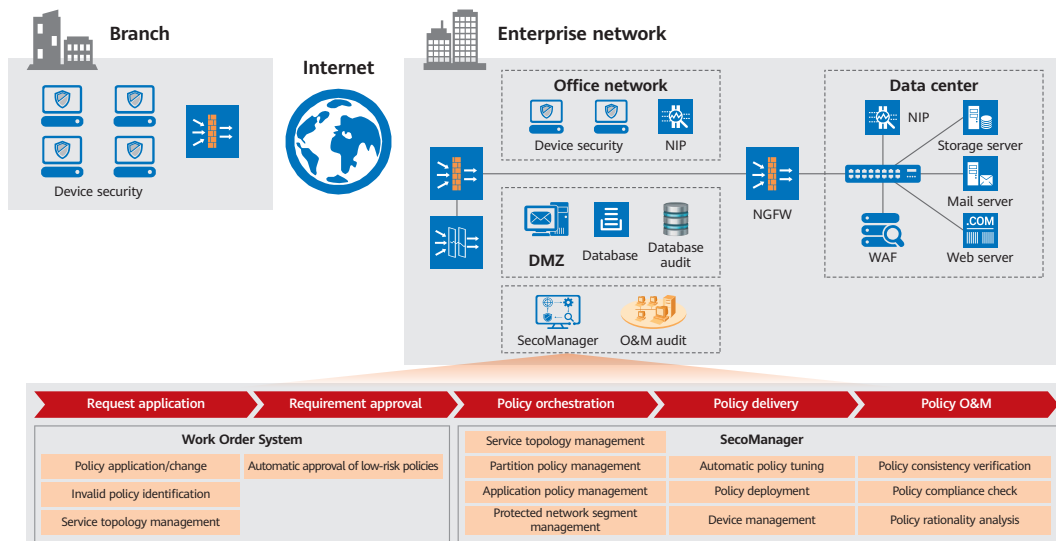 Branch
Enterprise network
Internet
Office network
Data center
Device security
NIP
NIP
Storage server
Device security
Mail server
NGFW
DMZ
Database
Database
audit
WAF
.COM
Web server
SecoManager
O&M audit
Request application
Requirement approval
Policy orchestration
Policy delivery
Policy O&M
Work Order System
SecoManager
Policy application/change
Automatic approval of low-risk policies
Invalid policy identification
Service topology management
Service topology management
Partition policy management
Automatic policy tuning
Policy consistency verification
Application policy management
Policy deployment
Policy compliance check
Protected network segment
management
Device management
Policy rationality analysis